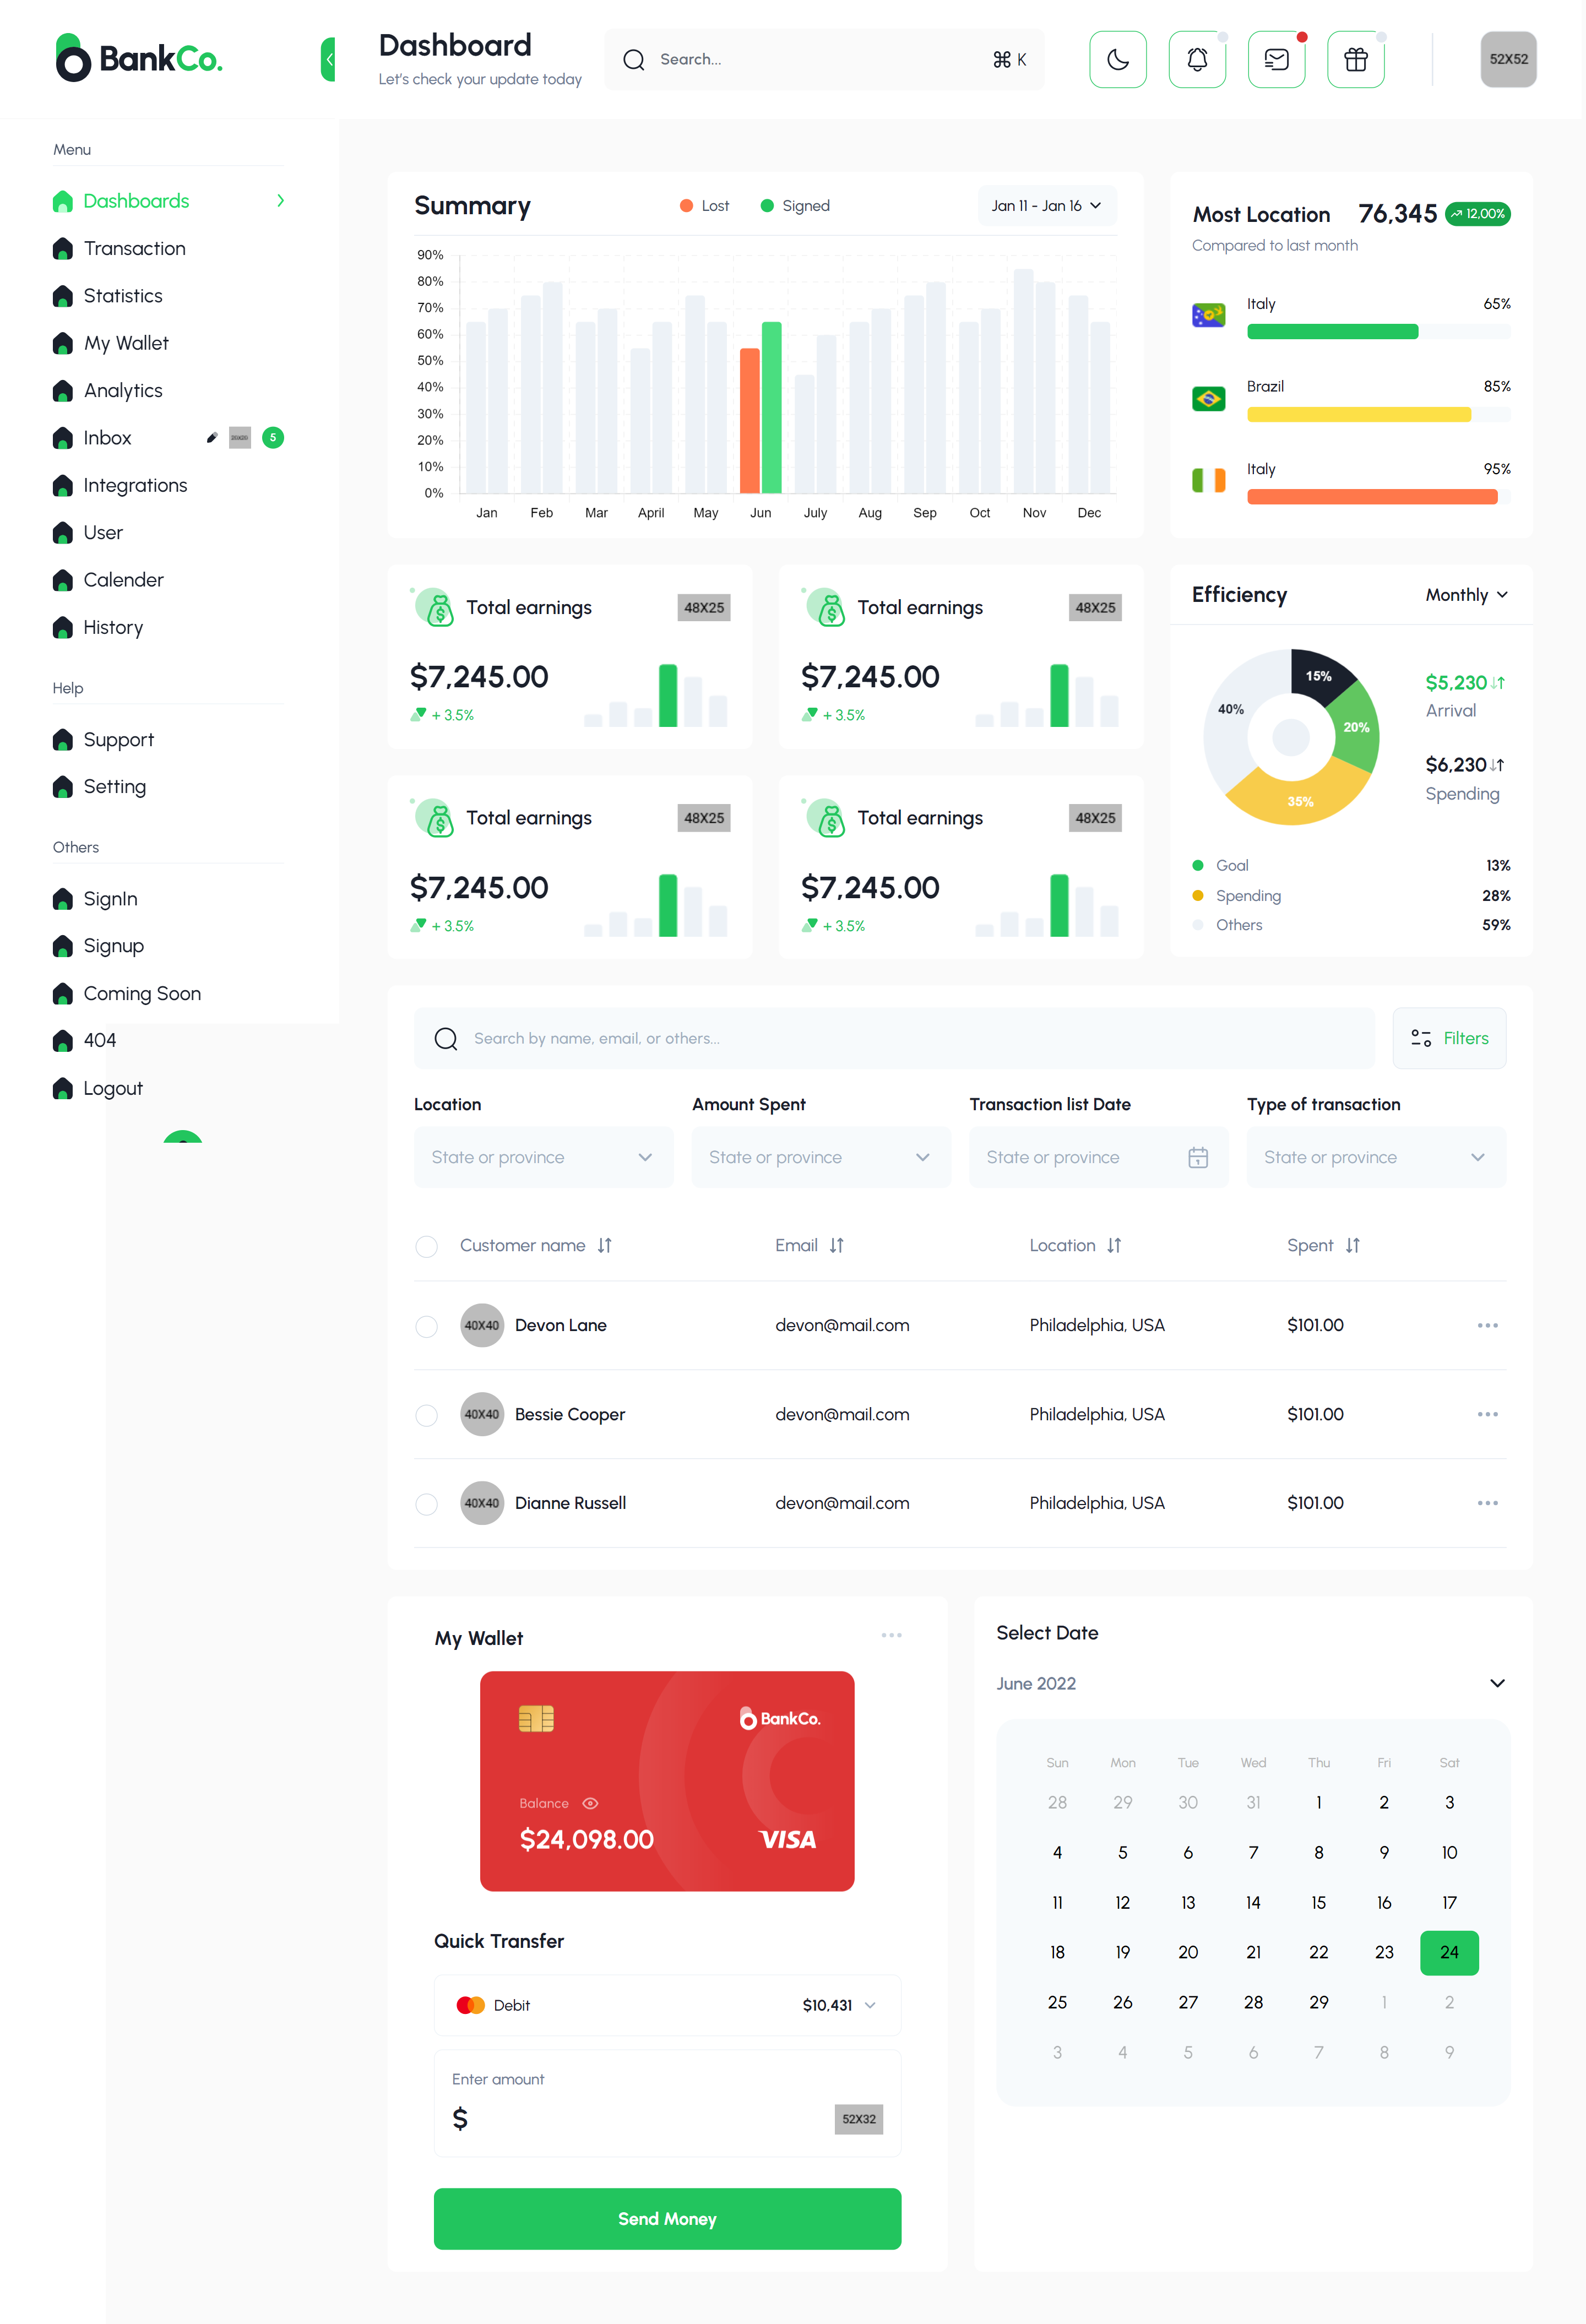 BankCo.
Dashboard
Let's check your update today
Search...
⌘ K
52X52
Menu
Dashboards
Transaction
Statistics
My Wallet
Analytics
Inbox
20X20
5
Integrations
User
Calender
History
Help
Support
Setting
Others
SignIn
Signup
Coming Soon
404
Logout
Summary
Lost
Signed
Jan 11 - Jan 16
90%
80%
70%
60%
50%
40%
30%
20%
10%
0%
Jan Feb Mar April May Jun July Aug Sep Oct Nov Dec
Most Location
76,345
12,00%
Compared to last month
Italy 65%
Brazil 85%
Italy 95%
Total earnings
48X25
$7,245.00
+ 3.5%
Total earnings
48X25
$7,245.00
+ 3.5%
Total earnings
48X25
$7,245.00
+ 3.5%
Total earnings
48X25
$7,245.00
+ 3.5%
Efficiency
Monthly
15%
20%
35%
40%
$5,230
Arrival
$6,230
Spending
Goal 13%
Spending 28%
Others 59%
Search by name, email, or others...
Filters
Location
State or province
Amount Spent
State or province
Transaction list Date
State or province
1
Type of transaction
State or province
Customer name Email Location Spent
40X40 Devon Lane devon@mail.com Philadelphia, USA $101.00
40X40 Bessie Cooper devon@mail.com Philadelphia, USA $101.00
40X40 Dianne Russell devon@mail.com Philadelphia, USA $101.00
My Wallet
BankCo.
Balance
$24,098.00
VISA
Quick Transfer
Debit
$10,431
Enter amount
$
52X32
Send Money
Select Date
June 2022
Sun Mon Tue Wed Thu Fri Sat
28 29 30 31 1 2 3
4 5 6 7 8 9 10
11 12 13 14 15 16 17
18 19 20 21 22 23 24
25 26 27 28 29 1 2
3 4 5 6 7 8 9